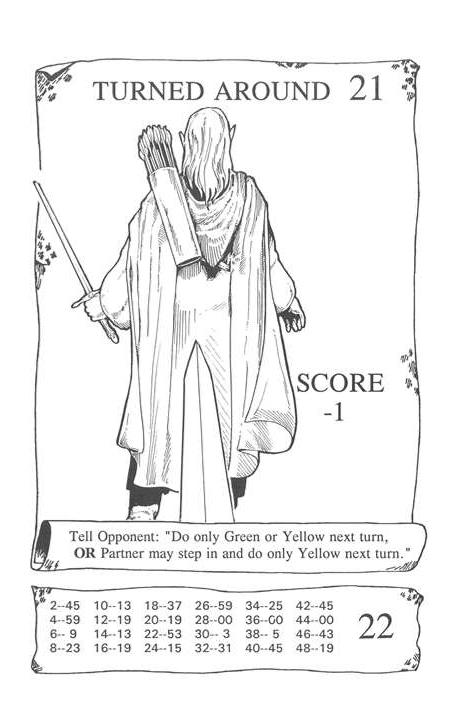 TURNED AROUND 21
SCORE
-1
Tell Opponent: "Do only Green or Yellow next turn,
OR Partner may step in and do only Yellow next turn."
2--45 10--13 18--37 26--59 34--25 42--45
4--59 12--19 20--19 28--00 36--00 44--00
6-- 9 14--13 22--53 30-- 3 38-- 5 46--43
8--23 16--19 24--15 32--31 40--45 48--19
22